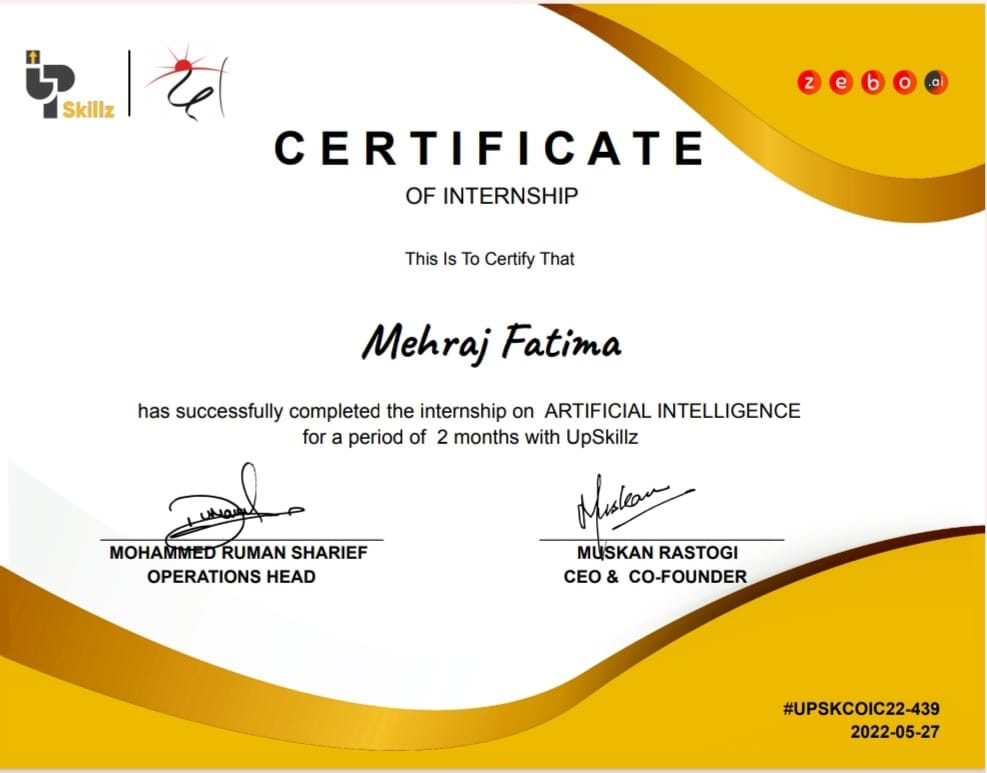 UP
Skillz
zebo.ai
CERTIFICATE
OF INTERNSHIP
This Is To Certify That
Mehraj Fatima
has successfully completed the internship on ARTIFICIAL INTELLIGENCE
for a period of 2 months with UpSkillz
Muskan
MOHAMMED RUMAN SHARIEF
OPERATIONS HEAD
MUSKAN RASTOGI
CEO & CO-FOUNDER
#UPSKCOIC22-439
2022-05-27